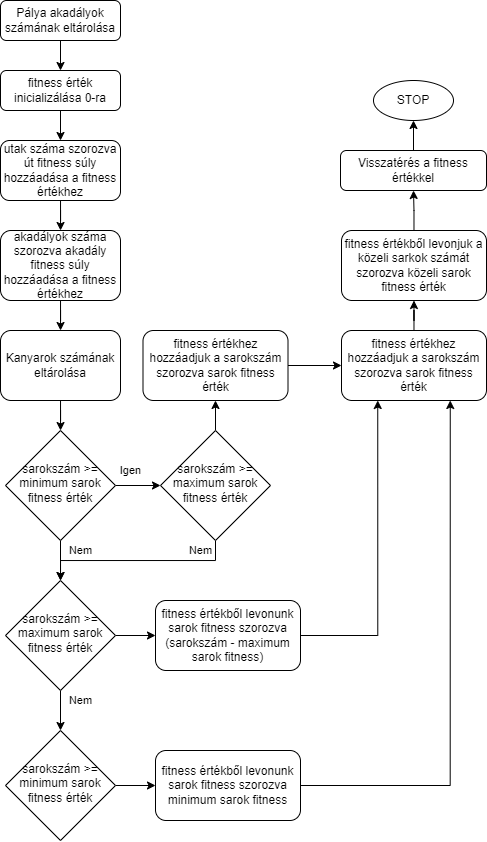 Pálya akadályok
számának eltárolása
fitness érték
inicializálása 0-ra
utak száma szorozva
út fitness súly
hozzáadása a fitness
értékhez
akadályok száma
szorozva akadály
fitness súly
hozzáadása a fitness
értékhez
Kanyarok számának
eltárolása
sarokszám >=
minimum sarok
fitness érték
Igen
sarokszám >=
maximum sarok
fitness érték
Nem
Nem
fitness értékhez
hozzáadjuk a sarokszám
szorozva sarok fitness
érték
sarokszám >=
maximum sarok
fitness érték
fitness értékből levonunk
sarok fitness szorozva
(sarokszám - maximum
sarok fitness)
Nem
sarokszám >=
minimum sarok
fitness érték
fitness értékből levonunk
sarok fitness szorozva
minimum sarok fitness
fitness értékhez
hozzáadjuk a sarokszám
szorozva sarok fitness
érték
fitness értékből levonjuk a
közeli sarkok számát
szorozva közeli sarok
fitness érték
Visszatérés a fitness
értékkel
STOP